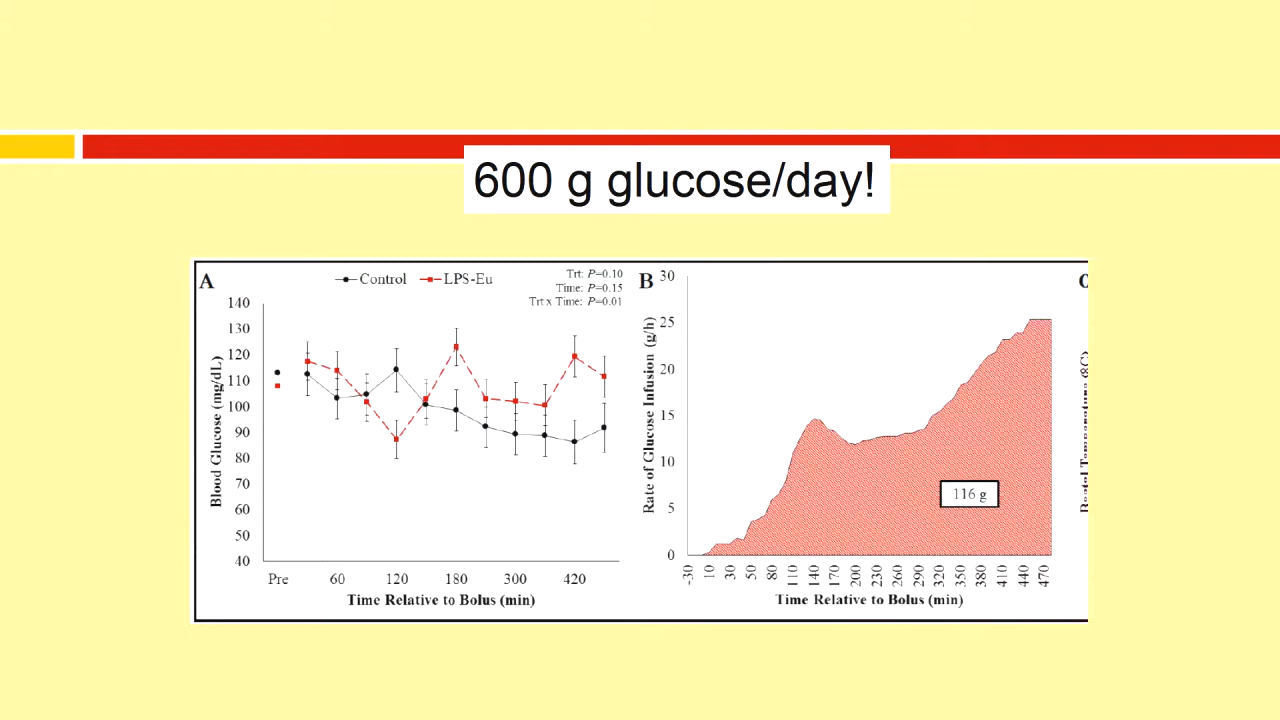 600 g glucose/day!
A
Control
LPS-Eu
Trt: P=0.10
Time: P=0.15
Trt x Time: P=0.01
140
130
120
110
100
90
80
70
60
50
40
Blood Glucose (mg/dL)
Pre
60
120
180
300
420
Time Relative to Bolus (min)
B
30
25
20
15
10
5
0
Rate of Glucose Infusion (g/h)
116 g
-30
10
30
50
80
110
140
170
200
230
260
290
320
350
380
410
440
470
Time Relative to Bolus (min)